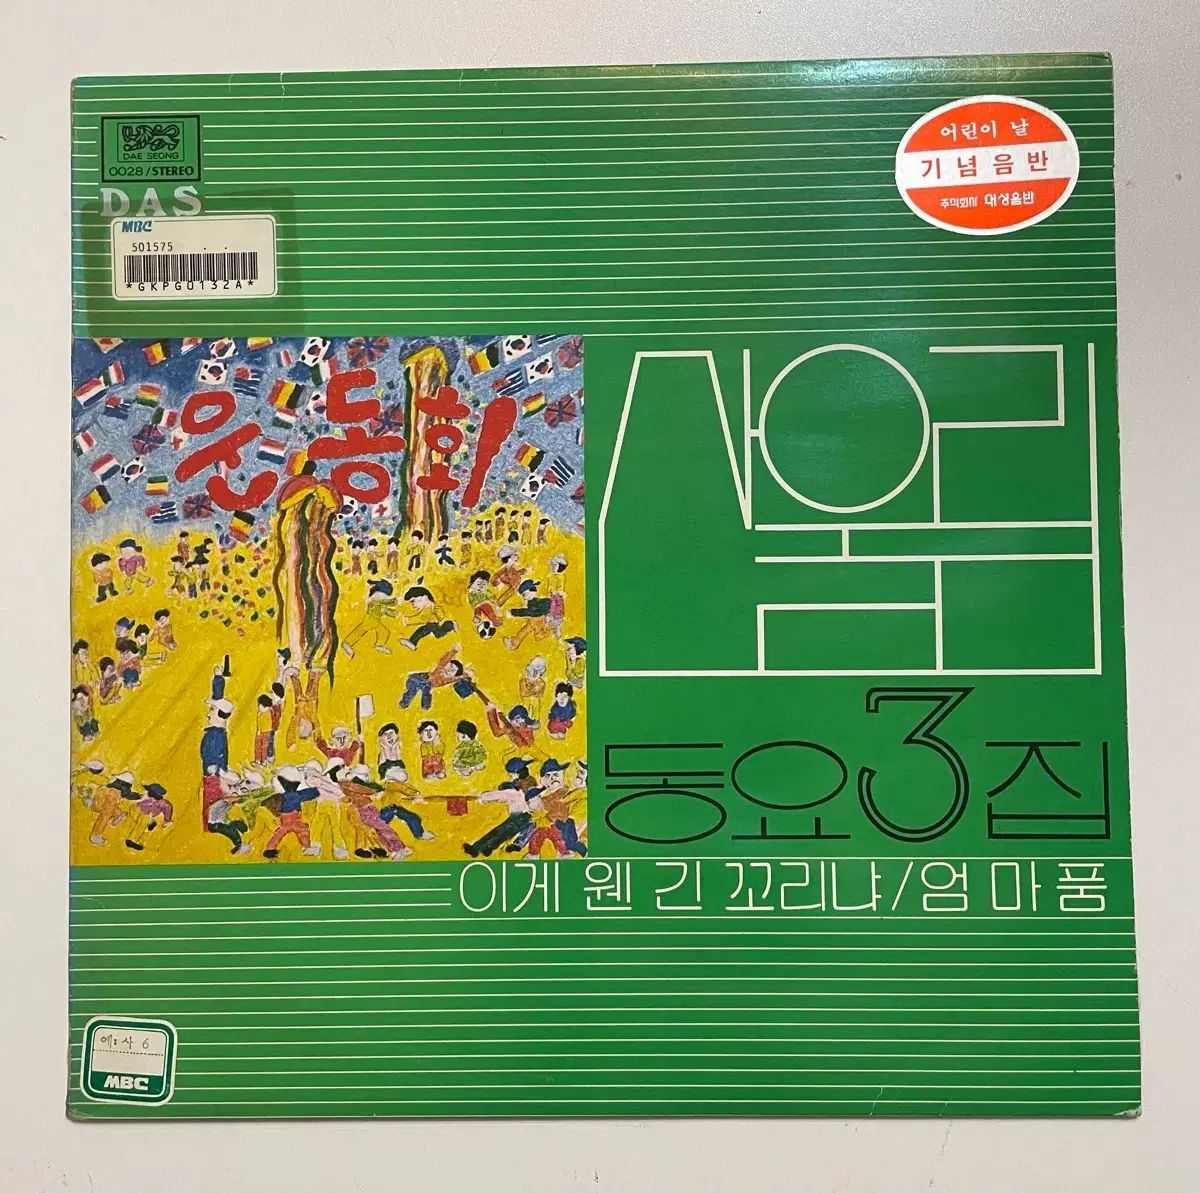 DAE SEONG
0028/STEREO
DAS
MBC
501575 . .
*GKPG0132A*
어린이 날
기념음반
주식회사 대성음반
운동회
산울림
동요3집
이게 웬 긴 꼬리냐/엄마품
예:사 6
MBC